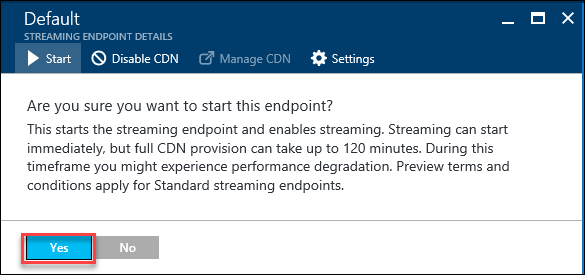 Default
STREAMING ENDPOINT DETAILS
Start Disable CDN Manage CDN Settings
Are you sure you want to start this endpoint?
This starts the streaming endpoint and enables streaming. Streaming can start
immediately, but full CDN provision can take up to 120 minutes. During this
timeframe you might experience performance degradation. Preview terms and
conditions apply for Standard streaming endpoints.
Yes No